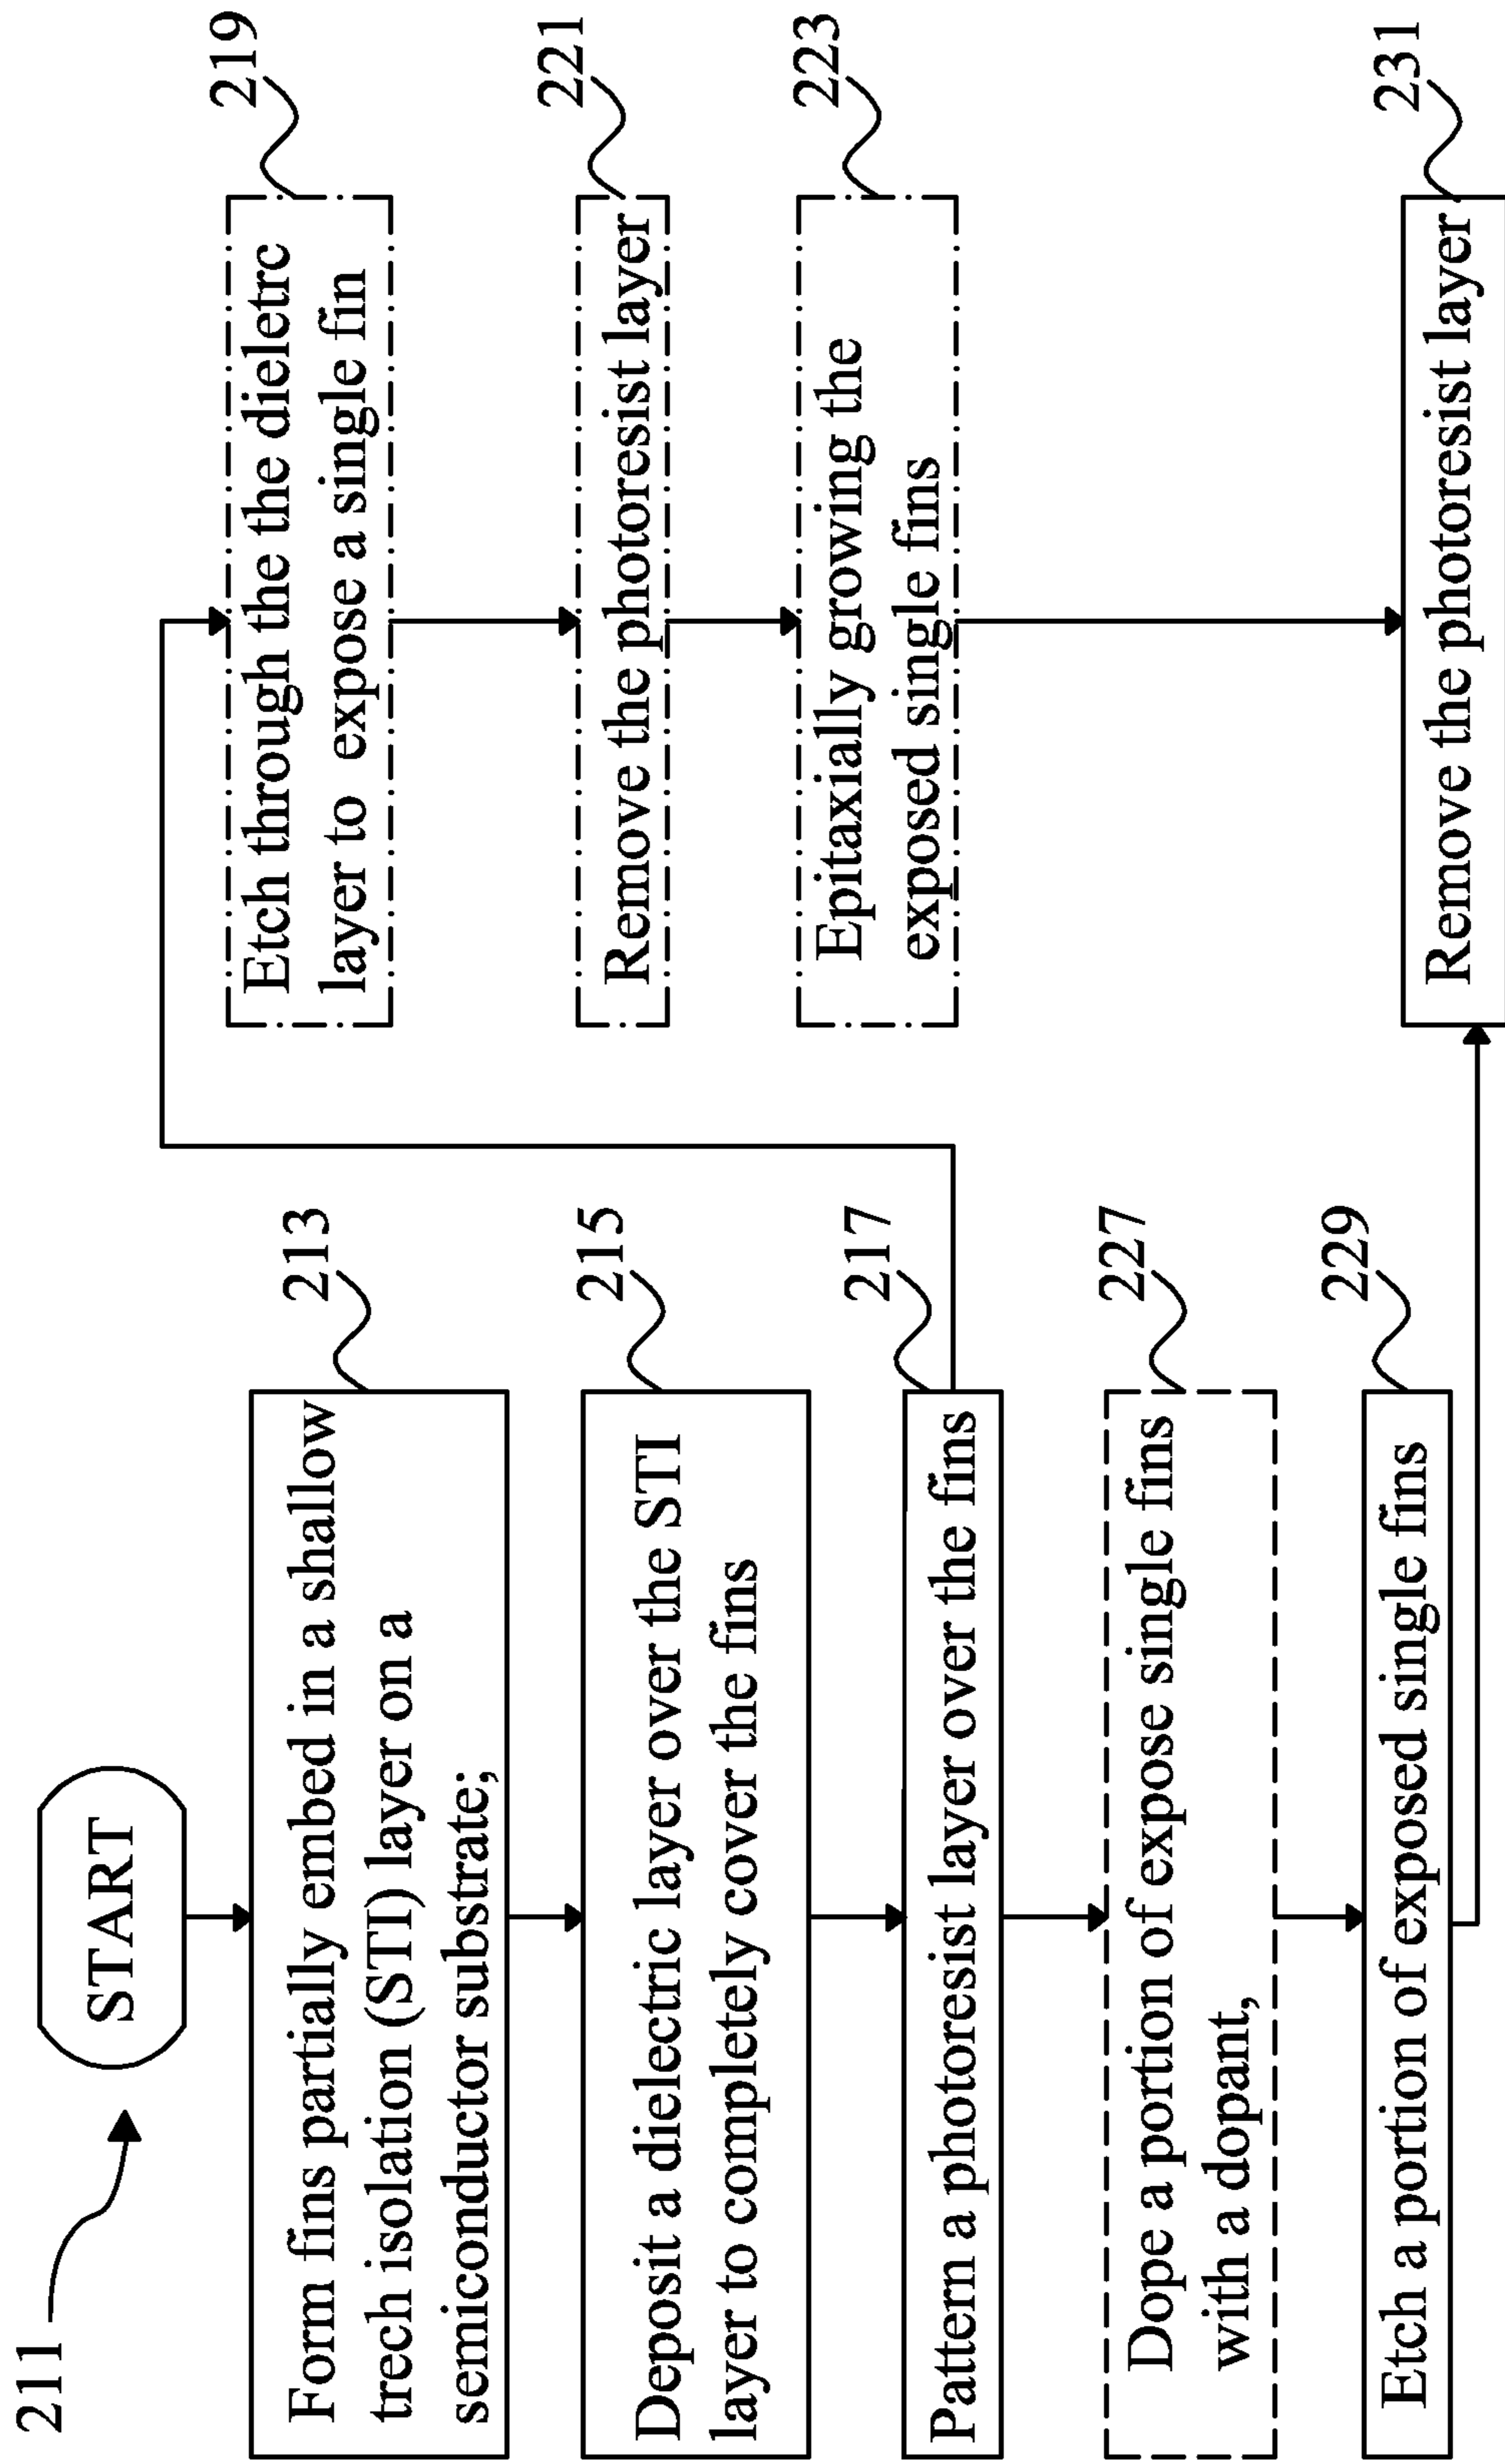 211
START
Form fins partially embed in a shallow
trech isolation (STI) layer on a
semiconductor substrate;
213
Deposit a dielectric layer over the STI
layer to completely cover the fins
215
Pattern a photoresist layer over the fins
217
Dope a portion of expose single fins
with a dopant,
227
Etch a portion of exposed single fins
229
Etch through the the dieletrc
layer to expose a single fin
219
Remove the photoresist layer
221
Epitaxially growing the
exposed single fins
223
Remove the photoresist layer
231